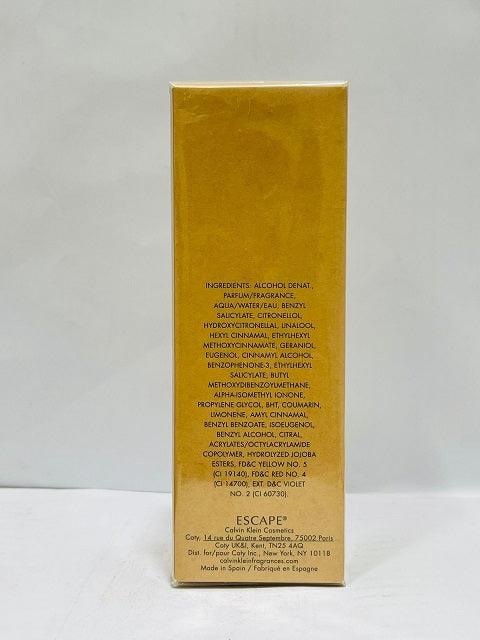 INGREDIENTS: ALCOHOL DENAT.,
PARFUM/FRAGRANCE,
AQUA/WATER/EAU, BENZYL
SALICYLATE, CITRONELLOL,
HYDROXYCITRONELLAL, LINALOOL,
HEXYL CINNAMAL, ETHYLHEXYL
METHOXYCINNAMATE, GERANIOL,
EUGENOL, CINNAMYL ALCOHOL,
BENZOPHENONE-3, ETHYLHEXYL
SALICYLATE, BUTYL
METHOXYDIBENZOYLMETHANE,
ALPHA-ISOMETHYL IONONE,
PROPYLENE GLYCOL, BHT, COUMARIN,
LIMONENE, AMYL CINNAMAL,
BENZYL BENZOATE, ISOEUGENOL,
BENZYL ALCOHOL, CITRAL,
ACRYLATES/OCTYLACRYLAMIDE
COPOLYMER, HYDROLYZED JOJOBA
ESTERS, FD&C YELLOW NO. 5
(CI 19140), FD&C RED NO. 4
(CI 14700), EXT. D&C VIOLET
NO. 2 (CI 60730).
ESCAPE®
Calvin Klein Cosmetics
Coty, 14 rue du Quatre Septembre, 75002 Paris
Coty UK&I, Kent, TN25 4AQ
Dist. for/pour Coty Inc., New York, NY 10118
calvinkleinfragrances.com
Made in Spain / Fabriqué en Espagne